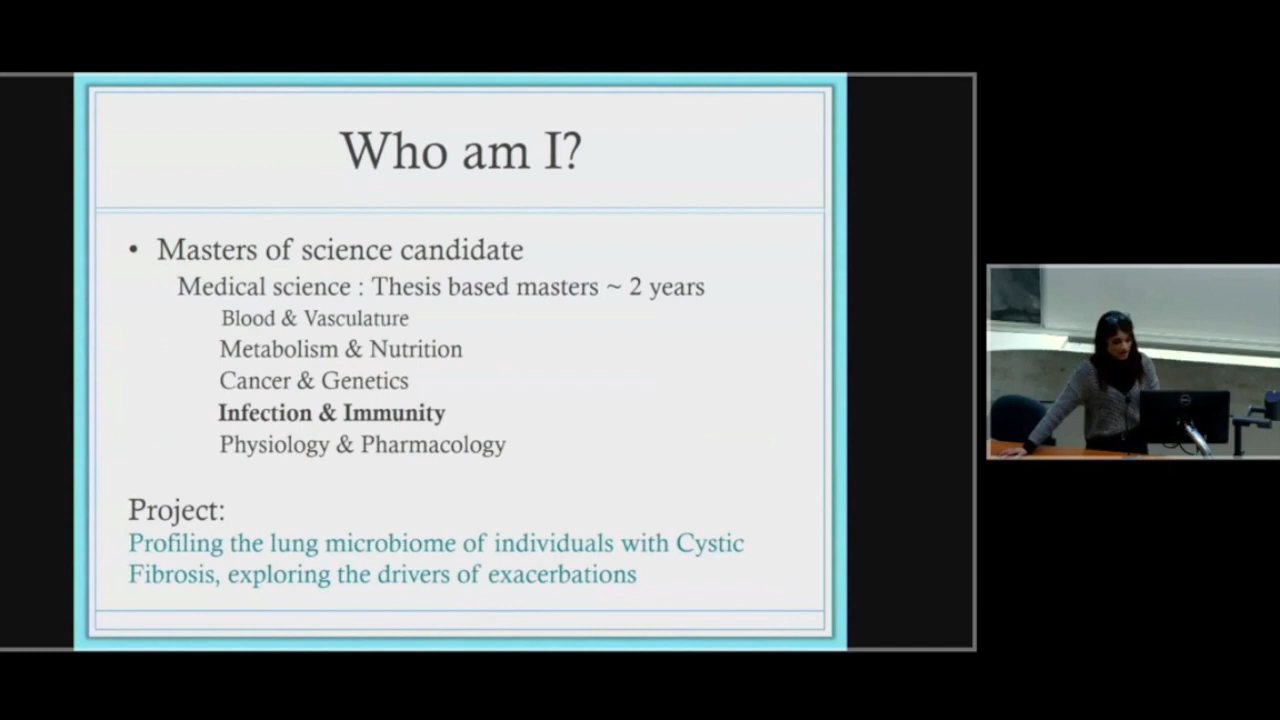 Who am I?
• Masters of science candidate
Medical science : Thesis based masters ~ 2 years
Blood & Vasculature
Metabolism & Nutrition
Cancer & Genetics
Infection & Immunity
Physiology & Pharmacology
Project:
Profiling the lung microbiome of individuals with Cystic
Fibrosis, exploring the drivers of exacerbations